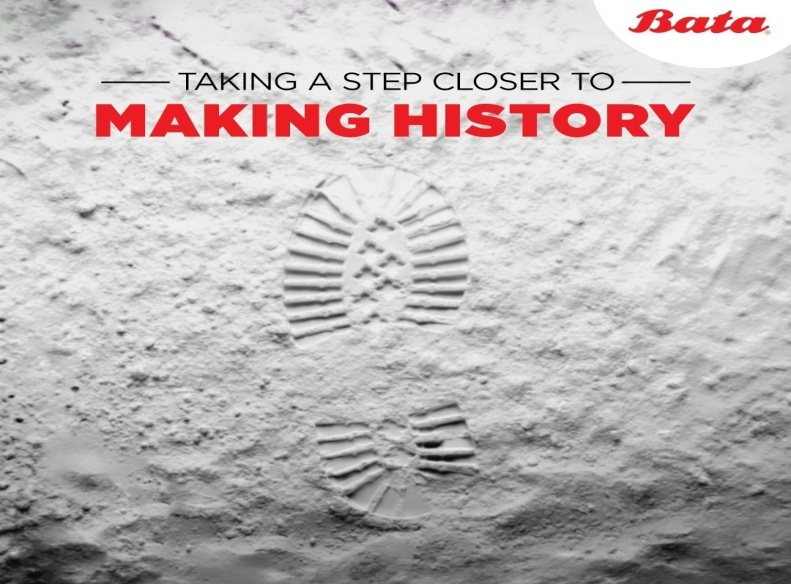 Bata
TAKING A STEP CLOSER TO
MAKING HISTORY